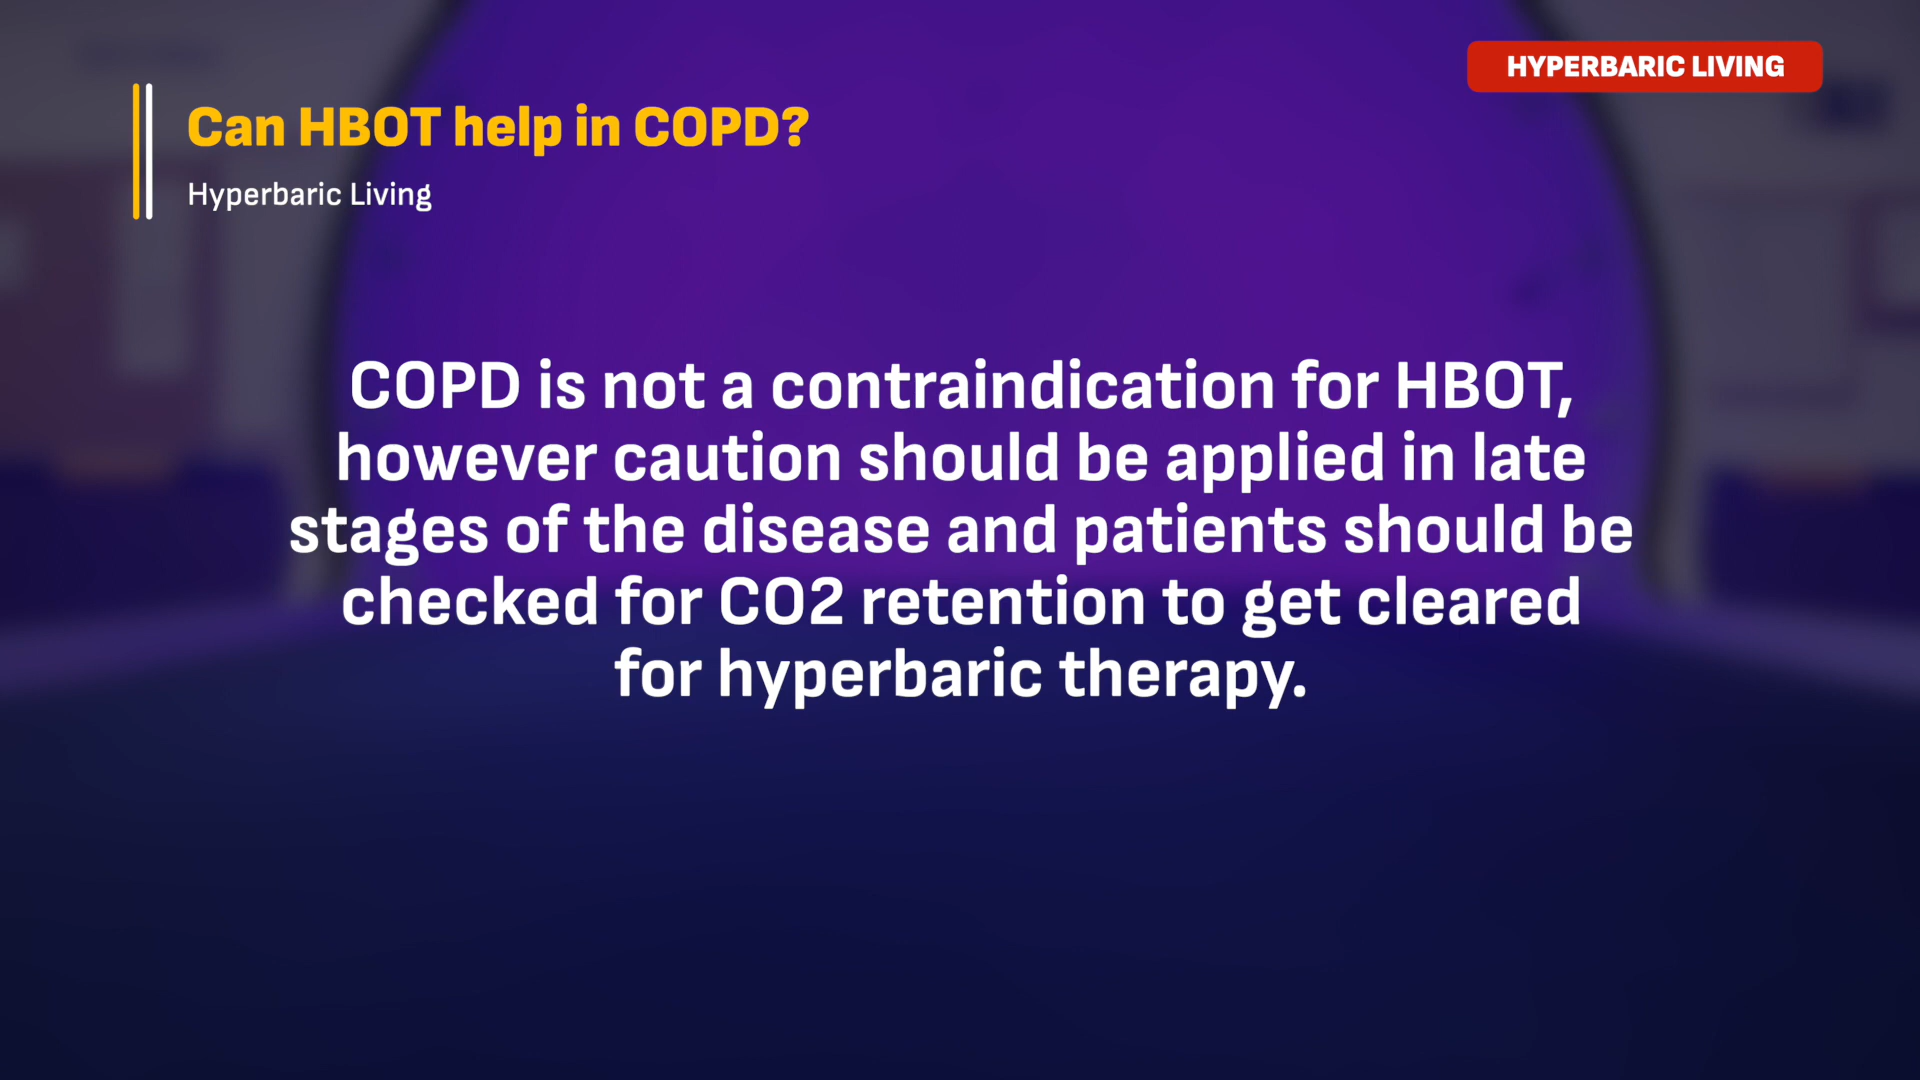 HYPERBARIC LIVING
Can HBOT help in COPD?
Hyperbaric Living
COPD is not a contraindication for HBOT,
however caution should be applied in late
stages of the disease and patients should be
checked for CO2 retention to get cleared
for hyperbaric therapy.